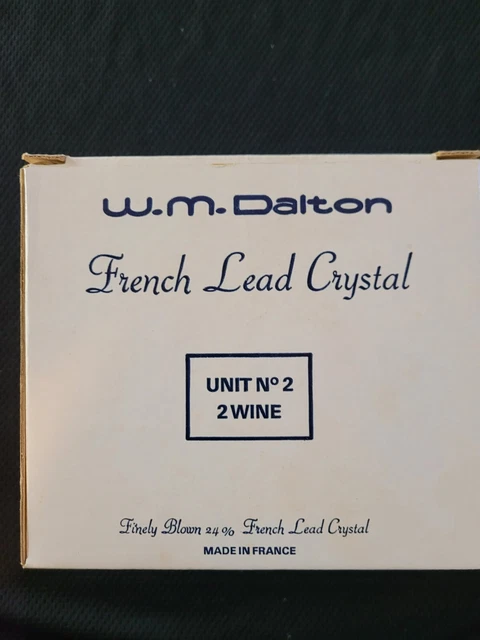 W.M. Dalton
French Lead Crystal
UNIT Nº 2
2 WINE
Finely Blown 24% French Lead Crystal
MADE IN FRANCE